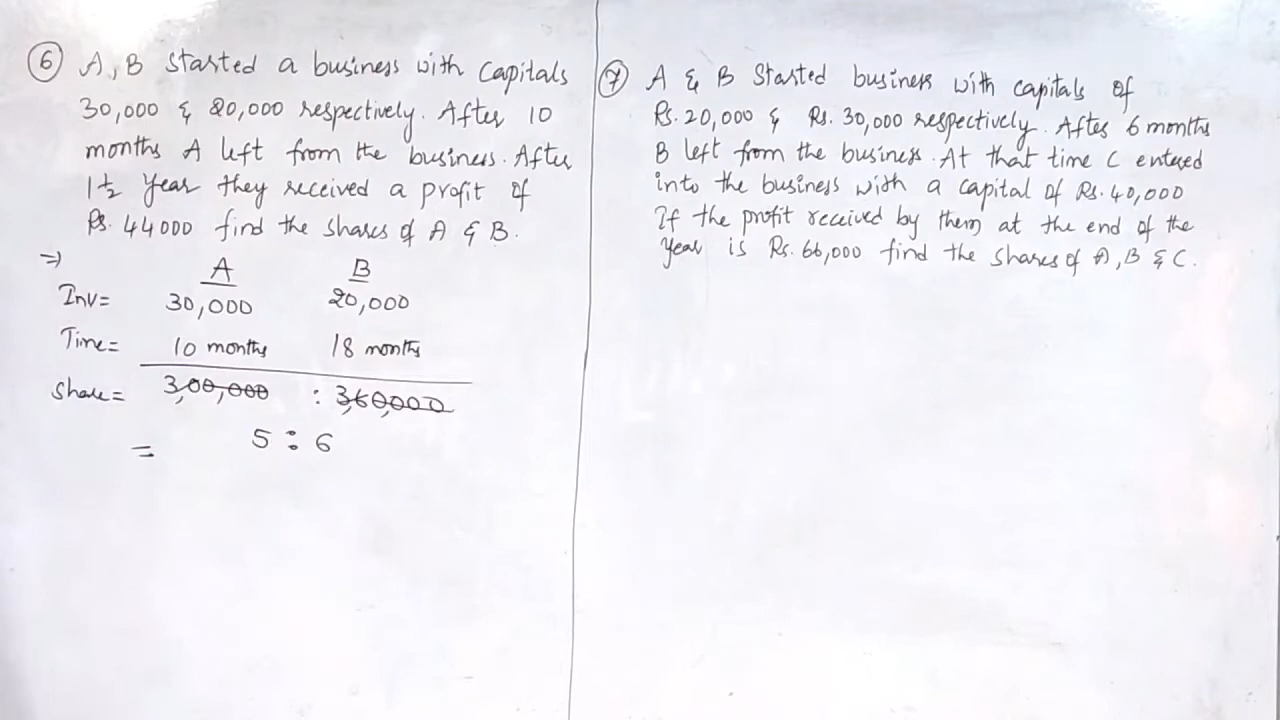 ⑥ A, B started a business with capitals
30,000 & 20,000 respectively. After 10
months A left from the business. After
1½ year they received a profit of
Rs. 44000 find the shares of A & B.
⇒ A B
Inv= 30,000 20,000
Time= 10 months 18 months
Share= 3,00,000 : 3,60,000
= 5 : 6
⑦ A & B Started business with capitals of
Rs. 20,000 & Rs. 30,000 respectively. After 6 months
B left from the business. At that time C entered
into the business with a capital of Rs. 40,000
If the profit received by them at the end of the
year is Rs. 66,000 find the shares of A, B & C.